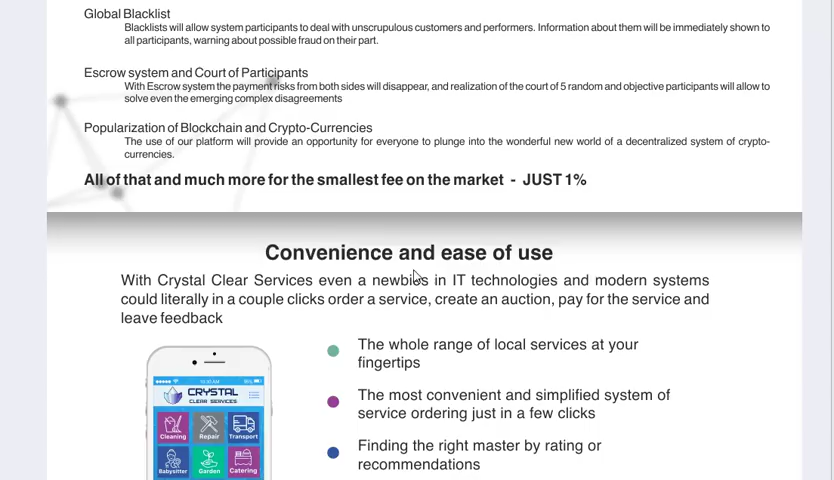 Global Blacklist
Blacklists will allow system participants to deal with unscrupulous customers and performers. Information about them will be immediately shown to
all participants, warning about possible fraud on their part.
Escrow system and Court of Participants
With Escrow system the payment risks from both sides will disappear, and realization of the court of 5 random and objective participants will allow to
solve even the emerging complex disagreements
Popularization of Blockchain and Crypto-Currencies
The use of our platform will provide an opportunity for everyone to plunge into the wonderful new world of a decentralized system of crypto-
currencies.
All of that and much more for the smallest fee on the market - JUST 1%
Convenience and ease of use
With Crystal Clear Services even a newbies in IT technologies and modern systems
could literally in a couple clicks order a service, create an auction, pay for the service and
leave feedback
The whole range of local services at your
fingertips
The most convenient and simplified system of
service ordering just in a few clicks
Finding the right master by rating or
recommendations
CRYSTAL
CLEAR SERVICES
Cleaning
Repair
Transport
Babysitter
Garden
Catering